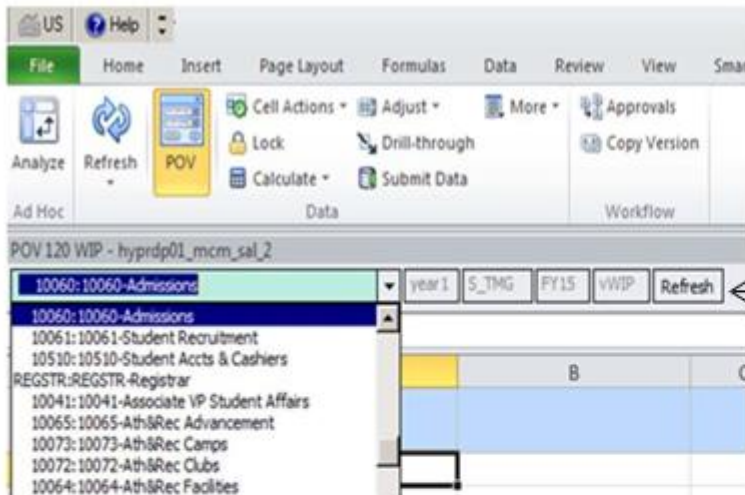 US Help
File Home Insert Page Layout Formulas Data Review View Smar
Analyze Refresh POV Cell Actions Adjust More Approvals
Lock Drill-through Copy Version
Calculate Submit Data
Ad Hoc Data Workflow
POV 120 WIP - hyprdp01_mcm_sal_2
10060:10060-Admissions year1 S_TMG FY15 vWIP Refresh
10060:10060-Admissions
10061:10061-Student Recruitment
10510:10510-Student Accts & Cashiers
REGSTR:REGSTR-Registrar
10041:10041-Associate VP Student Affairs
10065:10065-Ath&Rec Advancement
10073:10073-Ath&Rec Camps
10072:10072-Ath&Rec Clubs
10064:10064-Ath&Rec Facilities
B